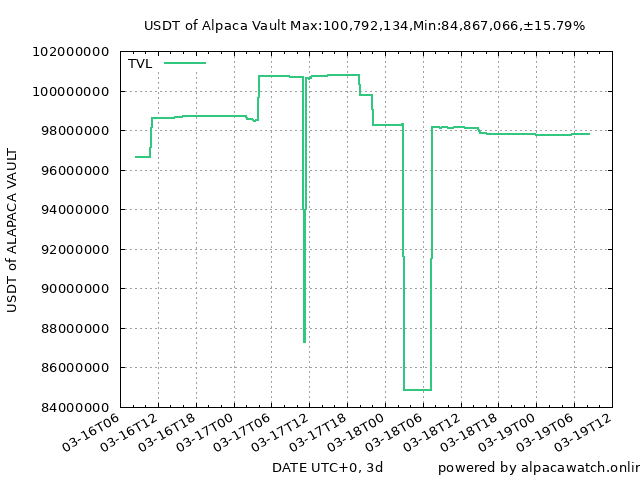 USDT of Alpaca Vault Max:100,792,134,Min:84,867,066,±15.79%
TVL
USDT of ALAPACA VAULT
102000000
100000000
98000000
96000000
94000000
92000000
90000000
88000000
86000000
84000000
03-16T06
03-16T12
03-16T18
03-17T00
03-17T06
03-17T12
03-17T18
03-18T00
03-18T06
03-18T12
03-18T18
03-19T00
03-19T06
03-19T12
DATE UTC+0, 3d
powered by alpacawatch.onlin